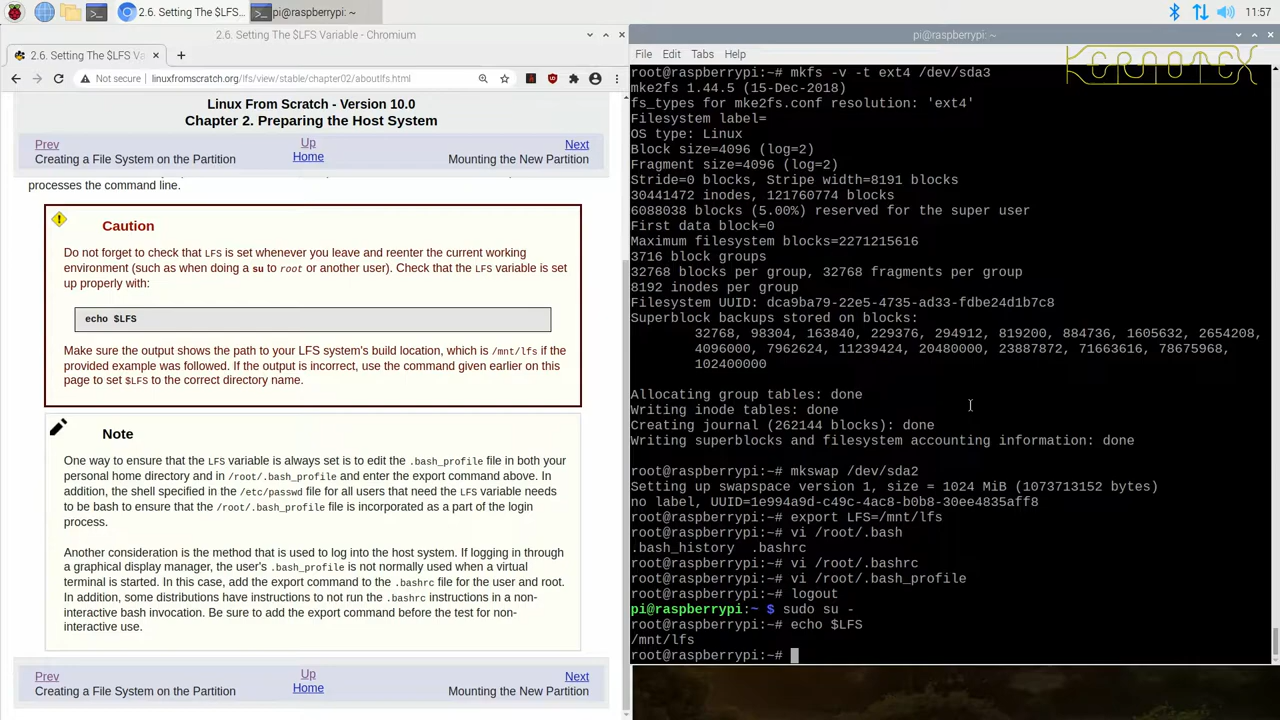 2.6. Setting The $LFS...
pi@raspberrypi: ~
11:57
2.6. Setting The $LFS Variable - Chromium
2.6. Setting The $LFS Va
Not secure
linuxfromscratch.org/lfs/view/stable/chapter02/aboutlfs.html
Linux From Scratch - Version 10.0
Chapter 2. Preparing the Host System
Prev
Up
Next
Creating a File System on the Partition
Home
Mounting the New Partition
processes the command line.
Caution
Do not forget to check that LFS is set whenever you leave and reenter the current working
environment (such as when doing a su to root or another user). Check that the LFS variable is set
up properly with:
echo $LFS
Make sure the output shows the path to your LFS system's build location, which is /mnt/lfs if the
provided example was followed. If the output is incorrect, use the command given earlier on this
page to set $LFS to the correct directory name.
Note
One way to ensure that the LFS variable is always set is to edit the .bash_profile file in both your
personal home directory and in /root/.bash_profile and enter the export command above. In
addition, the shell specified in the /etc/passwd file for all users that need the LFS variable needs
to be bash to ensure that the /root/.bash_profile file is incorporated as a part of the login
process.
Another consideration is the method that is used to log into the host system. If logging in through
a graphical display manager, the user's .bash_profile is not normally used when a virtual
terminal is started. In this case, add the export command to the .bashrc file for the user and root.
In addition, some distributions have instructions to not run the .bashrc instructions in a non-
interactive bash invocation. Be sure to add the export command before the test for non-
interactive use.
Prev
Up
Next
Creating a File System on the Partition
Home
Mounting the New Partition
pi@raspberrypi: ~
File Edit Tabs Help
KERNOTEX
root@raspberrypi:~# mkfs -v -t ext4 /dev/sda3
mke2fs 1.44.5 (15-Dec-2018)
fs_types for mke2fs.conf resolution: 'ext4'
Filesystem label=
OS type: Linux
Block size=4096 (log=2)
Fragment size=4096 (log=2)
Stride=0 blocks, Stripe width=8191 blocks
30441472 inodes, 121760774 blocks
6088038 blocks (5.00%) reserved for the super user
First data block=0
Maximum filesystem blocks=2271215616
3716 block groups
32768 blocks per group, 32768 fragments per group
8192 inodes per group
Filesystem UUID: dca9ba79-22e5-4735-ad33-fdbe24d1b7c8
Superblock backups stored on blocks:
32768, 98304, 163840, 229376, 294912, 819200, 884736, 1605632, 2654208,
4096000, 7962624, 11239424, 20480000, 23887872, 71663616, 78675968,
102400000
Allocating group tables: done
Writing inode tables: done
Creating journal (262144 blocks): done
Writing superblocks and filesystem accounting information: done
root@raspberrypi:~# mkswap /dev/sda2
Setting up swapspace version 1, size = 1024 MiB (1073713152 bytes)
no label, UUID=1e994a9d-c49c-4ac8-b0b8-30ee4835aff8
root@raspberrypi:~# export LFS=/mnt/lfs
root@raspberrypi:~# vi /root/.bash
.bash_history .bashrc
root@raspberrypi:~# vi /root/.bashrc
root@raspberrypi:~# vi /root/.bash_profile
root@raspberrypi:~# logout
pi@raspberrypi:~ $ sudo su -
root@raspberrypi:~# echo $LFS
/mnt/lfs
root@raspberrypi:~#